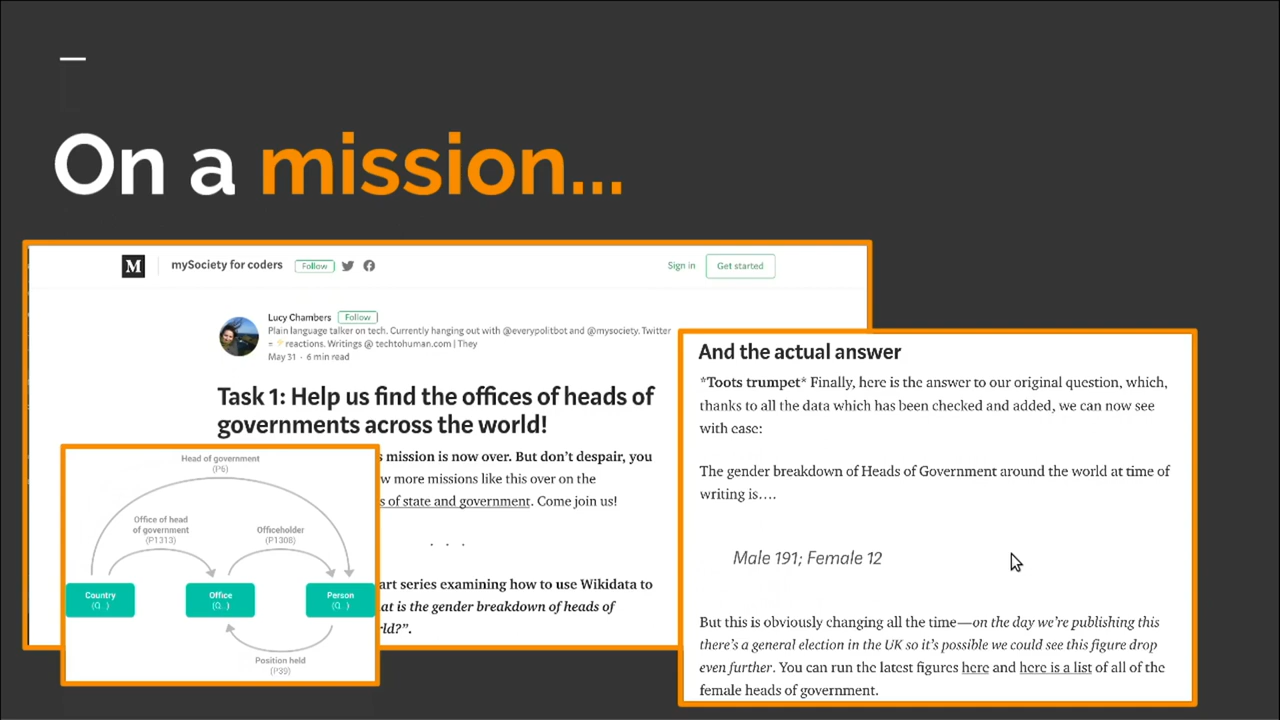 On a mission...
M
mySociety for coders Follow
Sign in Get started
Lucy Chambers Follow
Plain language talker on tech. Currently hanging out with @everypolitbot and @mysociety. Twitter
= reactions. Writings @ techtohuman.com | They
May 31 · 6 min read
Task 1: Help us find the offices of heads of
governments across the world!
s mission is now over. But don’t despair, you
w more missions like this over on the
s of state and government. Come join us!
. . .
art series examining how to use Wikidata to
at is the gender breakdown of heads of
rld?”.
Head of government
(P6)
Office of head
of government
(P1313)
Officeholder
(P1308)
Country
(Q..)
Office
(Q..)
Person
(Q..)
Position held
(P39)
And the actual answer
*Toots trumpet* Finally, here is the answer to our original question, which,
thanks to all the data which has been checked and added, we can now see
with ease:
The gender breakdown of Heads of Government around the world at time of
writing is….
Male 191; Female 12
But this is obviously changing all the time—on the day we’re publishing this
there’s a general election in the UK so it’s possible we could see this figure drop
even further. You can run the latest figures here and here is a list of all of the
female heads of government.